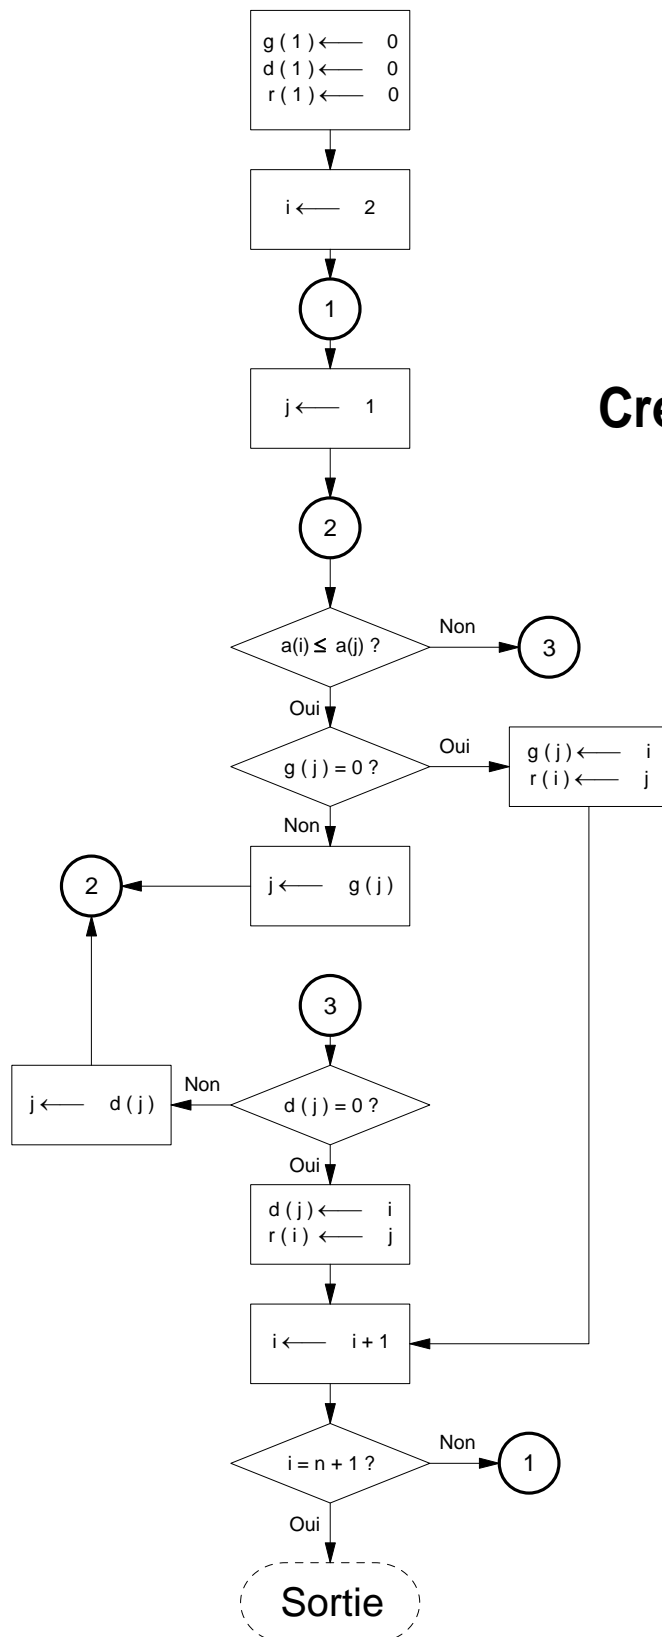 g ( 1 ) ← 0
d ( 1 ) ← 0
r ( 1 ) ← 0
i ← 2
1
j ← 1
2
a(i) ≤ a(j) ?
Non
3
Oui
g ( j ) = 0 ?
Oui
g ( j ) ← i
r ( i ) ← j
Non
j ← g ( j )
2
3
d ( j ) = 0 ?
Non
j ← d ( j )
Oui
d ( j ) ← i
r ( i ) ← j
i ← i + 1
i = n + 1 ?
Non
1
Oui
Sortie